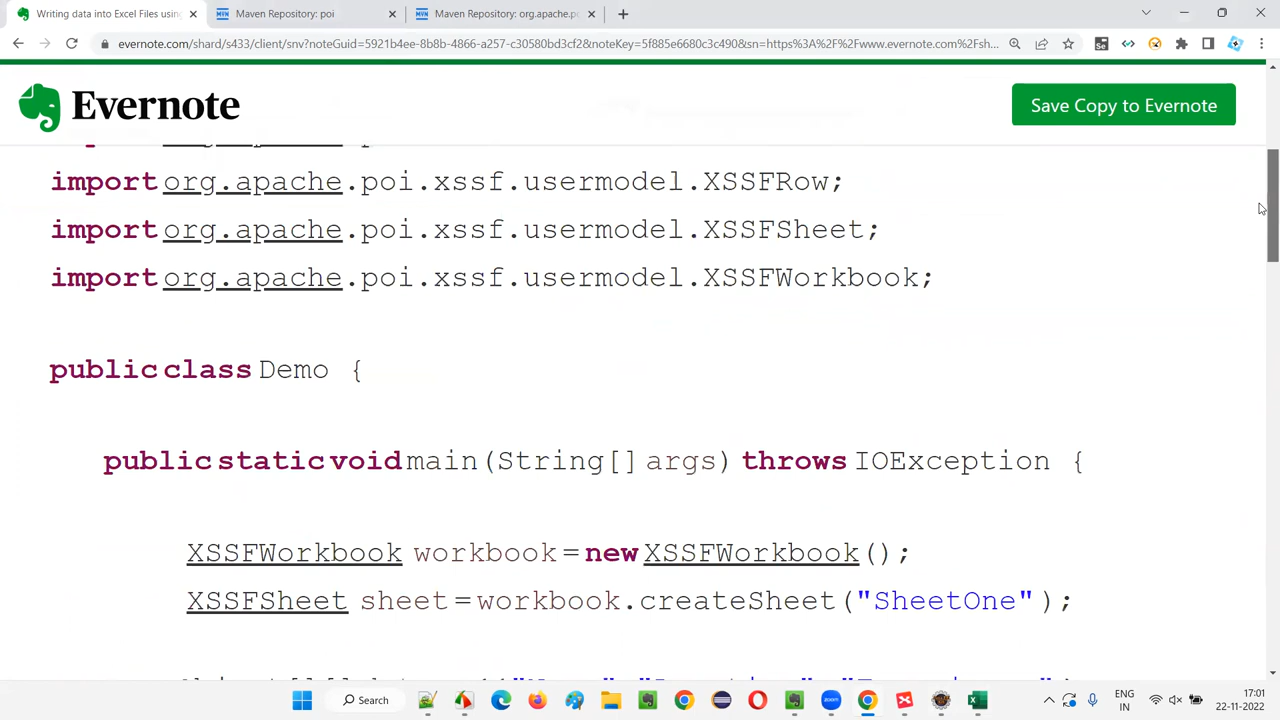 Writing data into Excel Files using
Maven Repository: poi
Maven Repository: org.apache.po
evernote.com/shard/s433/client/snv?noteGuid=5921b4ee-8b8b-4866-a257-c305f0bd3cf2&noteKey=5f885e6680c3c490&sn=https%3A%2F%2Fwww.evernote.com%2Fsh...
Evernote
Save Copy to Evernote
import org.apache.poi.xssf.usermodel.XSSFRow;
import org.apache.poi.xssf.usermodel.XSSFSheet;
import org.apache.poi.xssf.usermodel.XSSFWorkbook;
public class Demo {
public static void main(String[] args) throws IOException {
XSSFWorkbook workbook = new XSSFWorkbook();
XSSFSheet sheet = workbook.createSheet("SheetOne");
Search
zoom
ENG
IN
17:01
22-11-2022